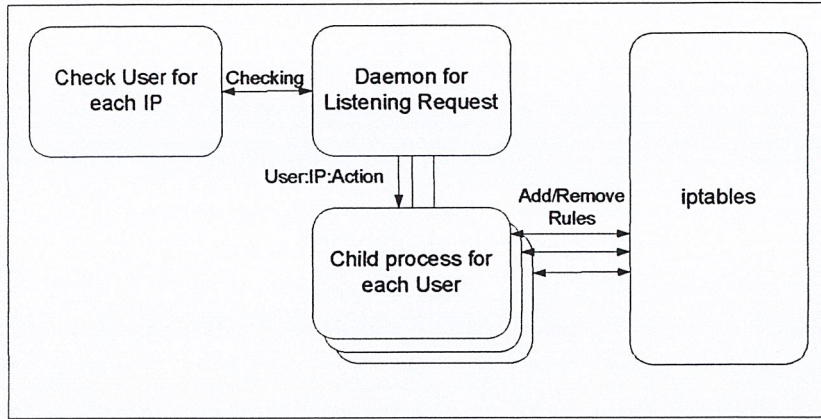 Check User for
each IP
Checking
Daemon for
Listening Request
User:IP:Action
Child process for
each User
Add/Remove
Rules
iptables